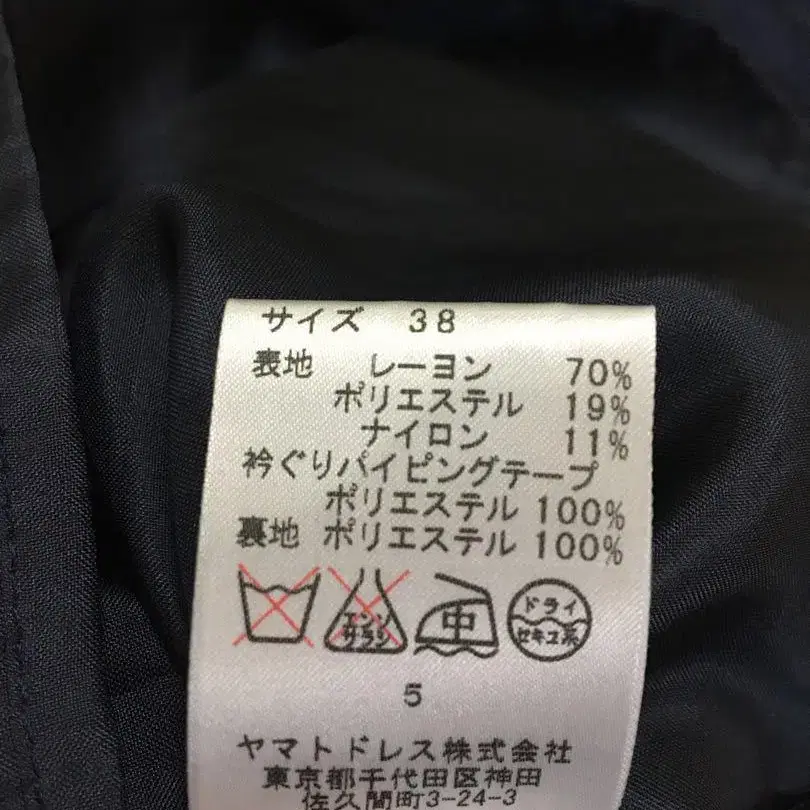 サイズ 38
表地 レーヨン 70%
ポリエステル 19%
ナイロン 11%
衿ぐりパイピングテープ
ポリエステル 100%
裏地 ポリエステル 100%
エンソ
サラシ
中
ドライ
セキユ系
5
ヤマトドレス株式会社
東京都千代田区神田
佐久間町3-24-3